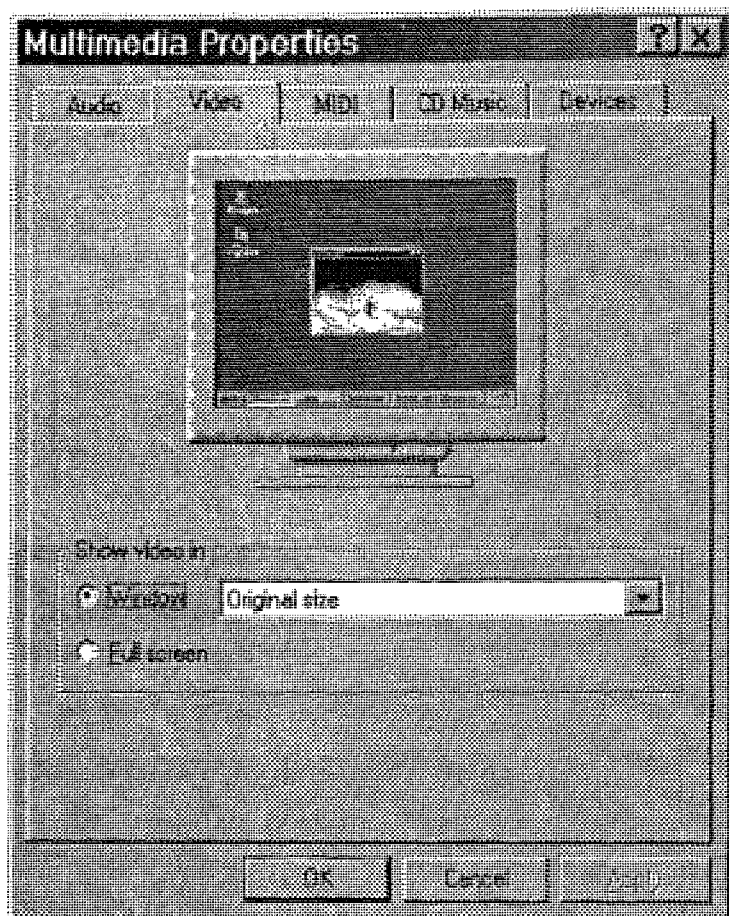 Multimedia Properties
Audio Video MIDI CD Music Devices
Show video in
Window Original size
Full screen
OK Cancel Apply